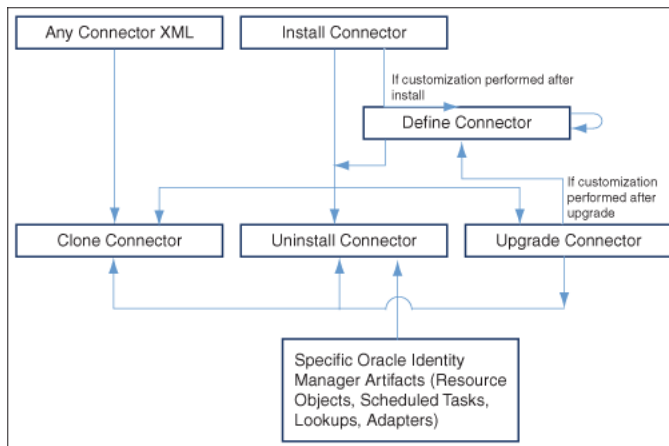 Any Connector XML
Install Connector
If customization performed after
install
Define Connector
If customization
performed after
upgrade
Clone Connector
Uninstall Connector
Upgrade Connector
Specific Oracle Identity
Manager Artifacts (Resource
Objects, Scheduled Tasks,
Lookups, Adapters)